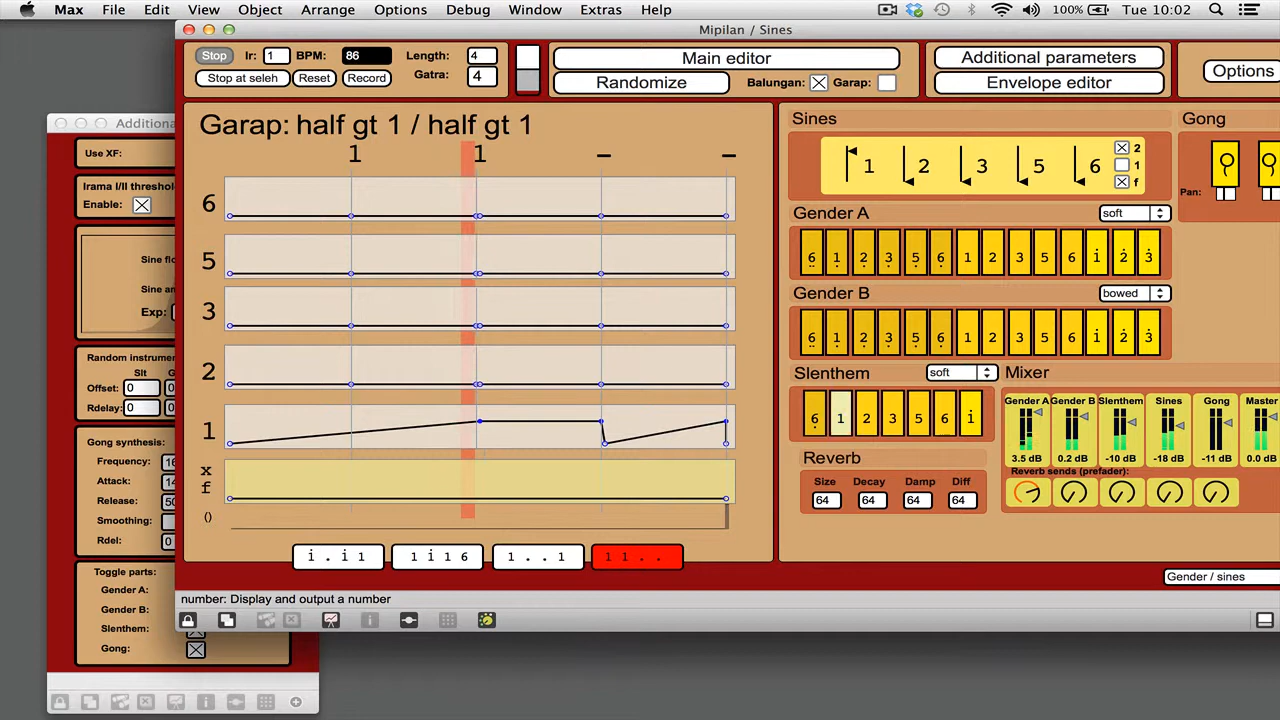 Max File Edit View Object Arrange Options Debug Window Extras Help 100% Tue 10:02
Mipilan / Sines
Stop Ir: 1 BPM: 86 Length: 4
Stop at seleh Reset Record Gatra: 4
Main editor
Randomize Balungan: Garap:
Additional parameters
Envelope editor
Options
Garap: half gt 1 / half gt 1
1 1 – –
6
5
3
2
1
x
f
()
i . i 1 1 i 1 6 1 . . 1 1 1 . .
Sines
1 2 3 5 6
2
1
f
Gong
Pan:
Gender A soft
6̣ 1̣ 2̣ 3̣ 5̣ 6̣ 1 2 3 5 6 i 2̇ 3̇
Gender B bowed
6̣ 1̣ 2̣ 3̣ 5̣ 6̣ 1 2 3 5 6 i 2̇ 3̇
Slenthem soft
6̣ 1 2 3 5 6 i
Mixer
Gender A Gender B Slenthem Sines Gong Master
3.5 dB 0.2 dB -10 dB -18 dB -11 dB 0.0 dB
Reverb sends (prefader):
Reverb
Size Decay Damp Diff
64 64 64 64
Gender / sines
number: Display and output a number
Use XF:
Irama I/II threshol
Enable:
Exp:
Random instrumen
Slt
Offset: 0
Rdelay: 0
Gong synthesis:
Frequency:
Attack:
Release:
Smoothing:
Rdel: 0
Toggle parts:
Gender A:
Gender B:
Slenthem:
Gong: